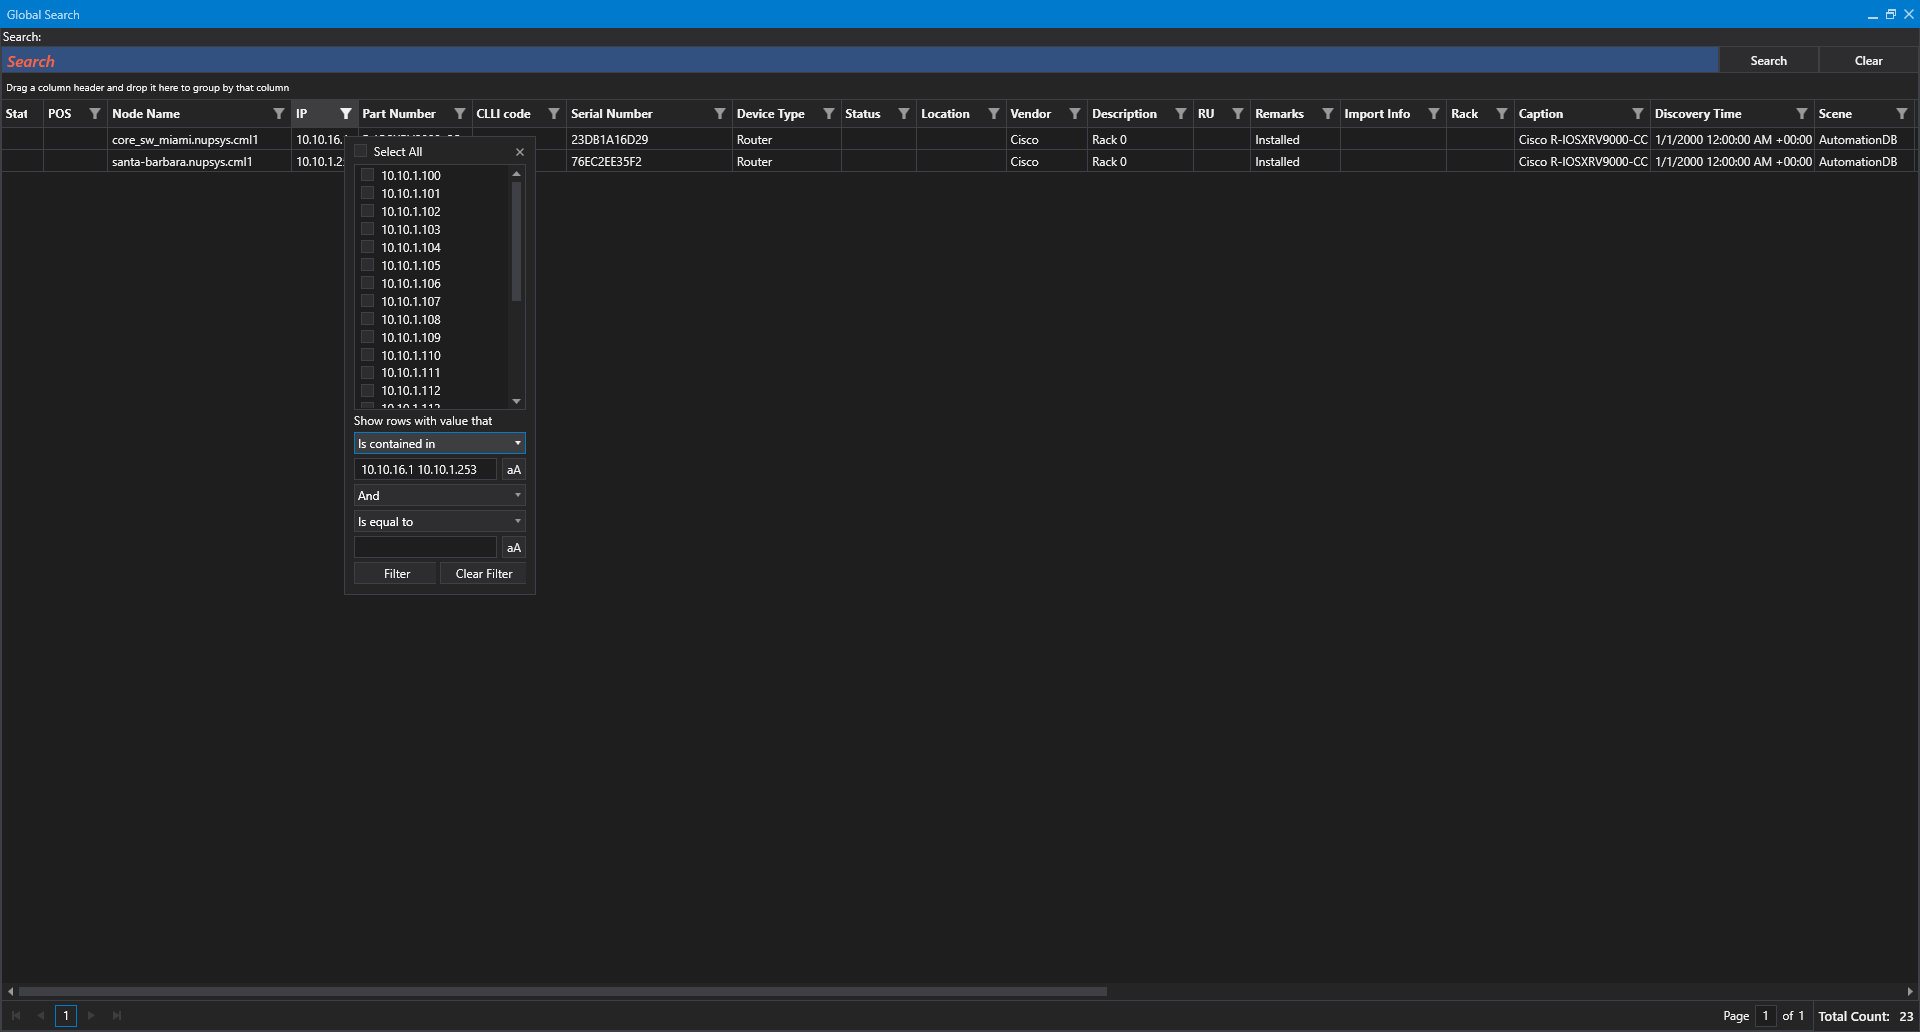 Global Search
Search:
Search Search Clear
Drag a column header and drop it here to group by that column
Stat POS Node Name IP Part Number CLLI code Serial Number Device Type Status Location Vendor Description RU Remarks Import Info Rack Caption Discovery Time Scene
core_sw_miami.nupsys.cml1 10.10.16. 23DB1A16D29 Router Cisco Rack 0 Installed Cisco R-IOSXRV9000-CC 1/1/2000 12:00:00 AM +00:00 AutomationDB
santa-barbara.nupsys.cml1 10.10.1.2 76EC2EE35F2 Router Cisco Rack 0 Installed Cisco R-IOSXRV9000-CC 1/1/2000 12:00:00 AM +00:00 AutomationDB
Select All
10.10.1.100
10.10.1.101
10.10.1.102
10.10.1.103
10.10.1.104
10.10.1.105
10.10.1.106
10.10.1.107
10.10.1.108
10.10.1.109
10.10.1.110
10.10.1.111
10.10.1.112
10.10.1.113
Show rows with value that
Is contained in
10.10.16.1 10.10.1.253 aA
And
Is equal to
aA
Filter Clear Filter
1 Page 1 of 1 Total Count: 23